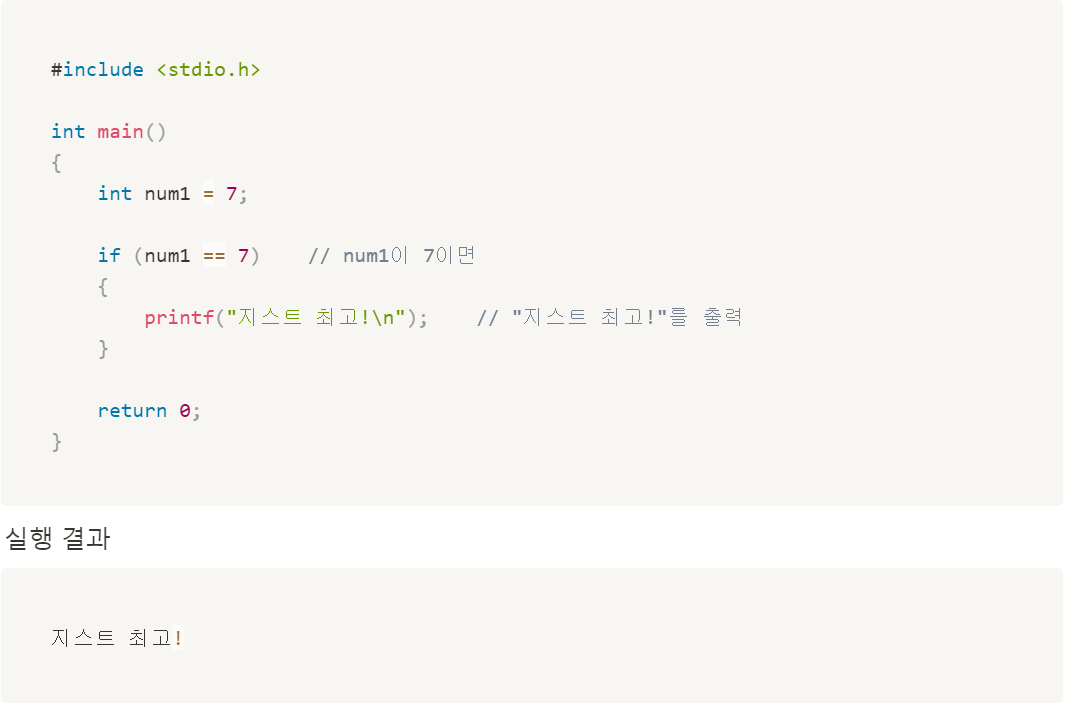 #include <stdio.h>
int main()
{
    int num1 = 7;
    if (num1 == 7)    // num1이 7이면
    {
        printf("지스트 최고!\n");    // "지스트 최고!"를 출력
    }
    return 0;
}
실행 결과
지스트 최고!